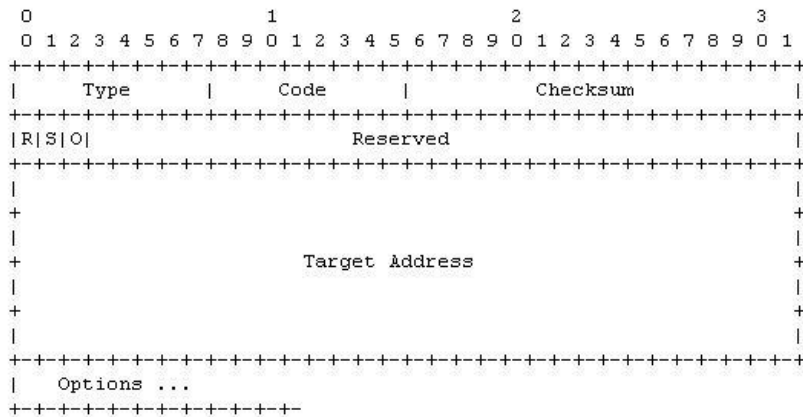 0                   1                   2                   3
 0 1 2 3 4 5 6 7 8 9 0 1 2 3 4 5 6 7 8 9 0 1 2 3 4 5 6 7 8 9 0 1
+-+-+-+-+-+-+-+-+-+-+-+-+-+-+-+-+-+-+-+-+-+-+-+-+-+-+-+-+-+-+-+-+
|     Type      |     Code      |          Checksum             |
+-+-+-+-+-+-+-+-+-+-+-+-+-+-+-+-+-+-+-+-+-+-+-+-+-+-+-+-+-+-+-+-+
|R|S|O|                     Reserved                            |
+-+-+-+-+-+-+-+-+-+-+-+-+-+-+-+-+-+-+-+-+-+-+-+-+-+-+-+-+-+-+-+-+
|                                                               |
+                                                               +
|                                                               |
+                       Target Address                          +
|                                                               |
+                                                               +
|                                                               |
+-+-+-+-+-+-+-+-+-+-+-+-+-+-+-+-+-+-+-+-+-+-+-+-+-+-+-+-+-+-+-+-+
|   Options ...
+-+-+-+-+-+-+-+-+-+-+-+-